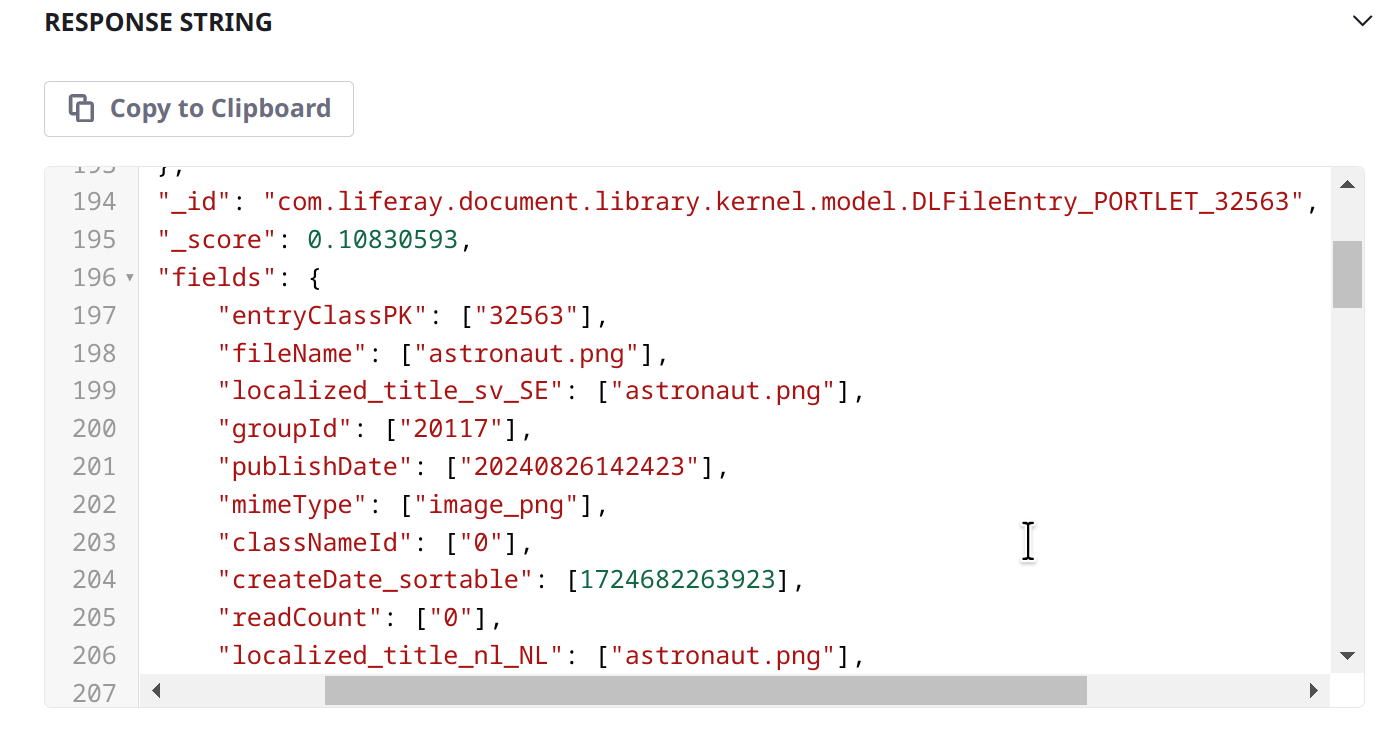 RESPONSE STRING
Copy to Clipboard
193 },
194 "_id": "com.liferay.document.library.kernel.model.DLFileEntry_PORTLET_32563",
195 "_score": 0.10830593,
196 "fields": {
197 "entryClassPK": ["32563"],
198 "fileName": ["astronaut.png"],
199 "localized_title_sv_SE": ["astronaut.png"],
200 "groupId": ["20117"],
201 "publishDate": ["20240826142423"],
202 "mimeType": ["image_png"],
203 "classNameId": ["0"],
204 "createDate_sortable": [1724682263923],
205 "readCount": ["0"],
206 "localized_title_nl_NL": ["astronaut.png"],
207